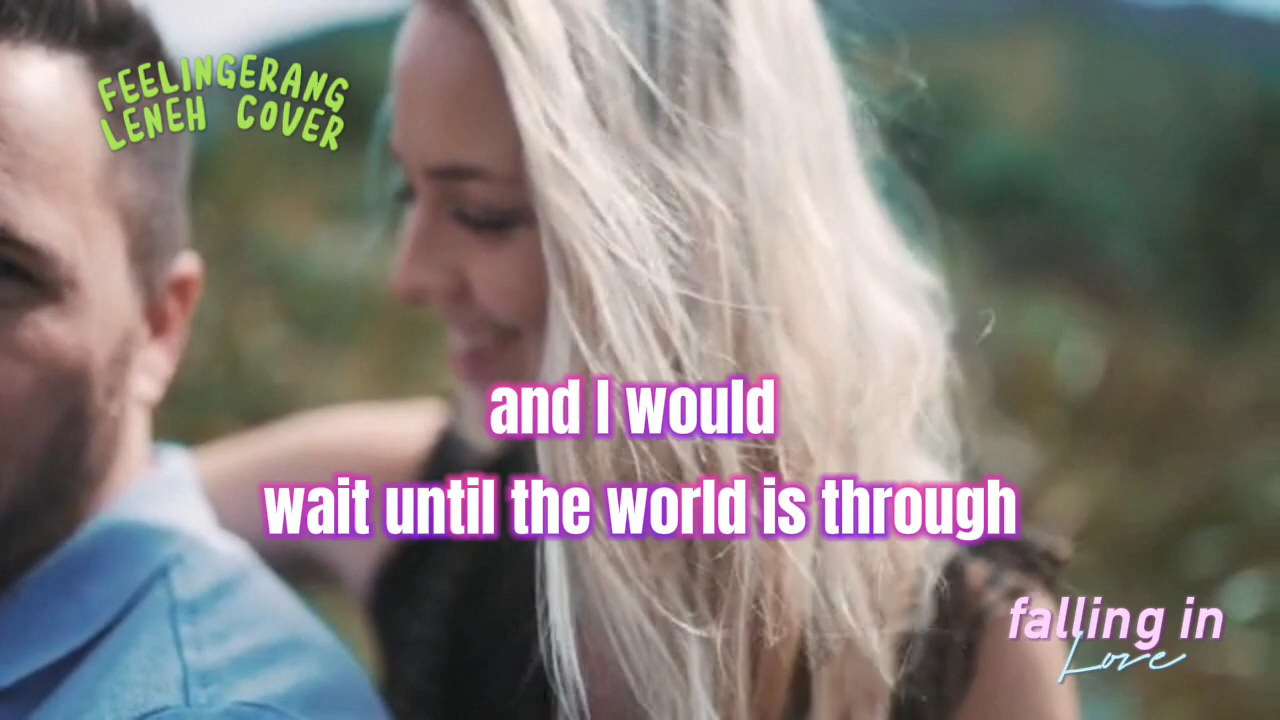 FEELINGERANG
LENEH COVER
and I would
wait until the world is through
falling in
Love